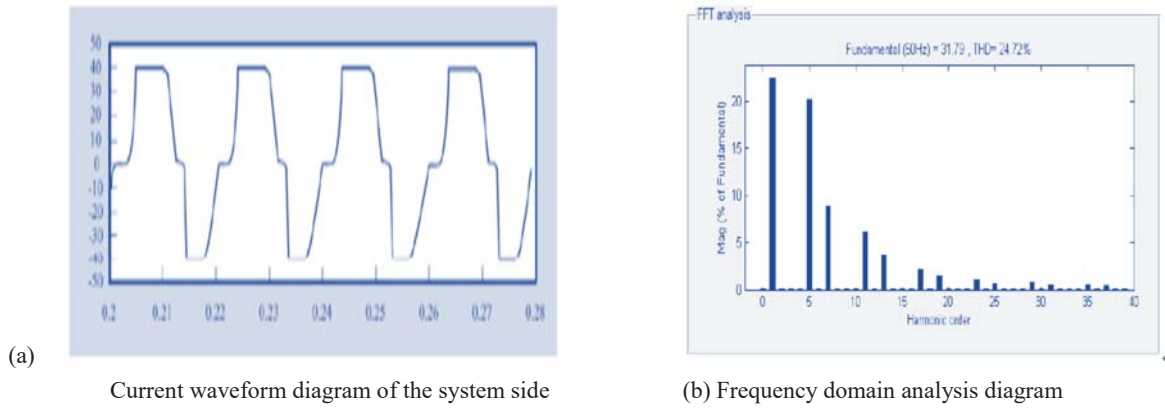 50
40
30
20
10
0
-10
-20
-30
-40
-50
0.2 0.21 0.22 0.23 0.24 0.25 0.26 0.27 0.28
FFT analysis
Fundamental (60Hz) = 31.79 , THD= 24.72%
Mag (% of Fundamental)
20
15
10
5
0
0 5 10 15 20 25 30 35 40
Harmonic order
(a)
Current waveform diagram of the system side
(b) Frequency domain analysis diagram